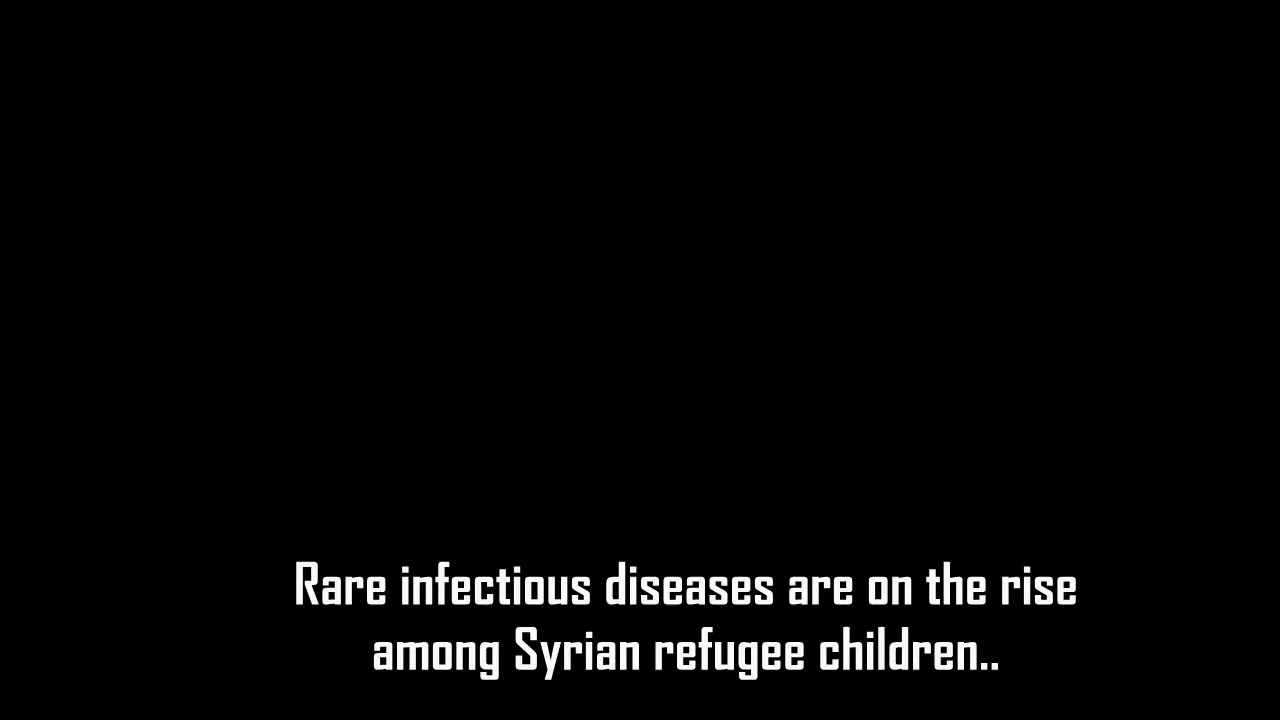 Rare infectious diseases are on the rise
among Syrian refugee children..